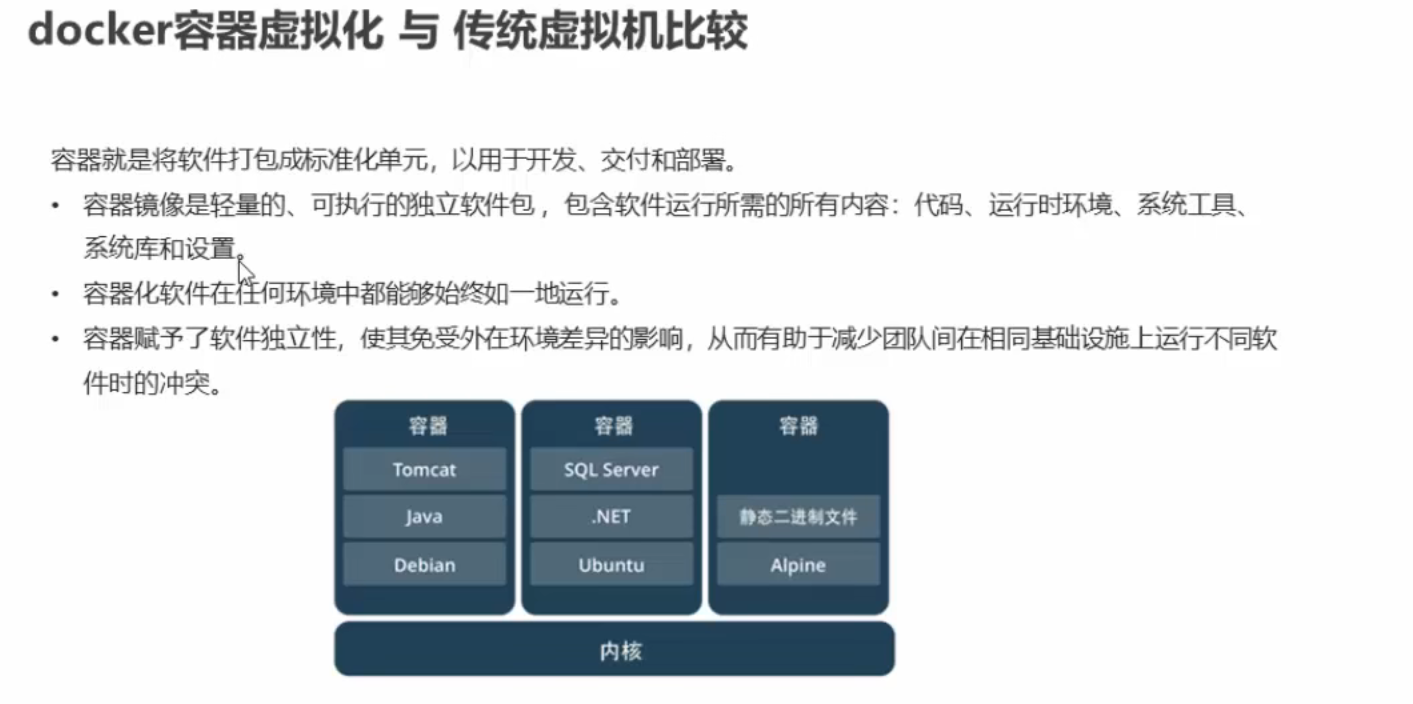 docker容器虚拟化 与 传统虚拟机比较
容器就是将软件打包成标准化单元，以用于开发、交付和部署。
• 容器镜像是轻量的、可执行的独立软件包 ，包含软件运行所需的所有内容：代码、运行时环境、系统工具、
系统库和设置。
• 容器化软件在任何环境中都能够始终如一地运行。
• 容器赋予了软件独立性，使其免受外在环境差异的影响，从而有助于减少团队间在相同基础设施上运行不同软
件时的冲突。
容器
Tomcat
Java
Debian
容器
SQL Server
.NET
Ubuntu
容器
静态二进制文件
Alpine
内核